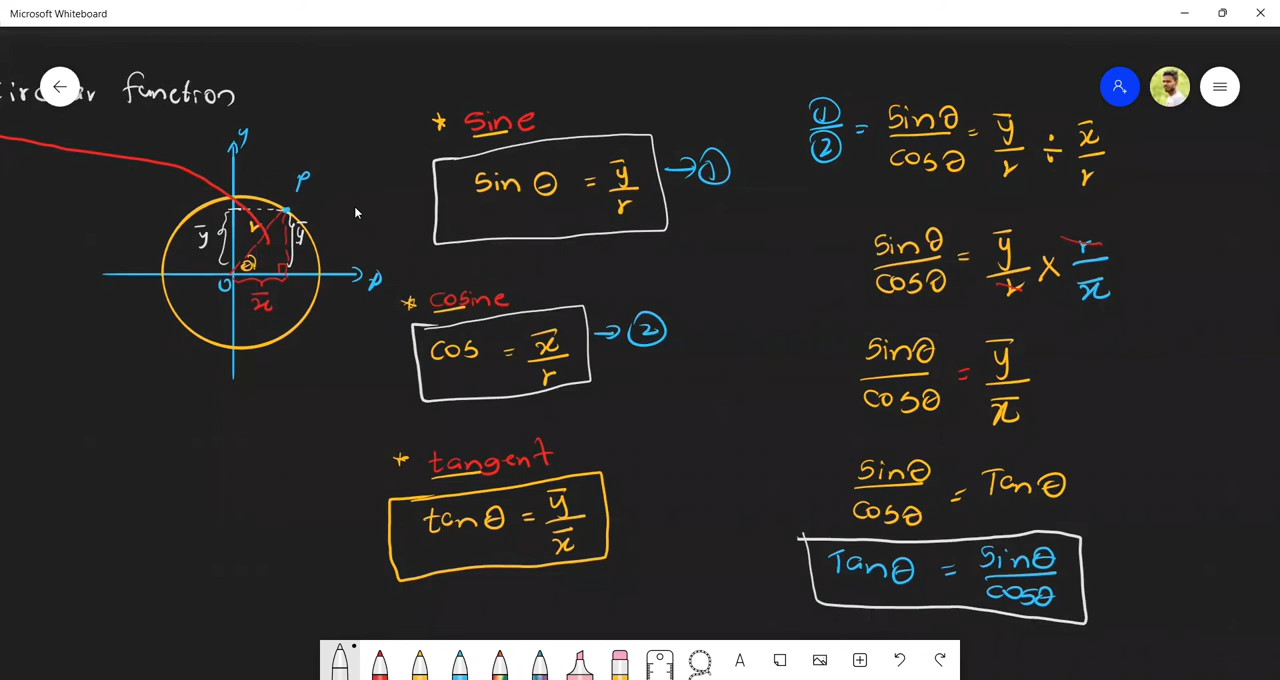 Microsoft Whiteboard
function
y
P
r
y̅
y̅
θ
O
x̅
* sine
sin θ = y̅/r → ①
* cosine
cos = x̅/r → ②
* tangent
tanθ = y̅/x̅
①/② = sinθ/cosθ = y̅/r ÷ x̅/r
sinθ/cosθ = y̅/r × r/x̅
sinθ/cosθ = y̅/x̅
sinθ/cosθ = Tanθ
Tanθ = sinθ/cosθ
A